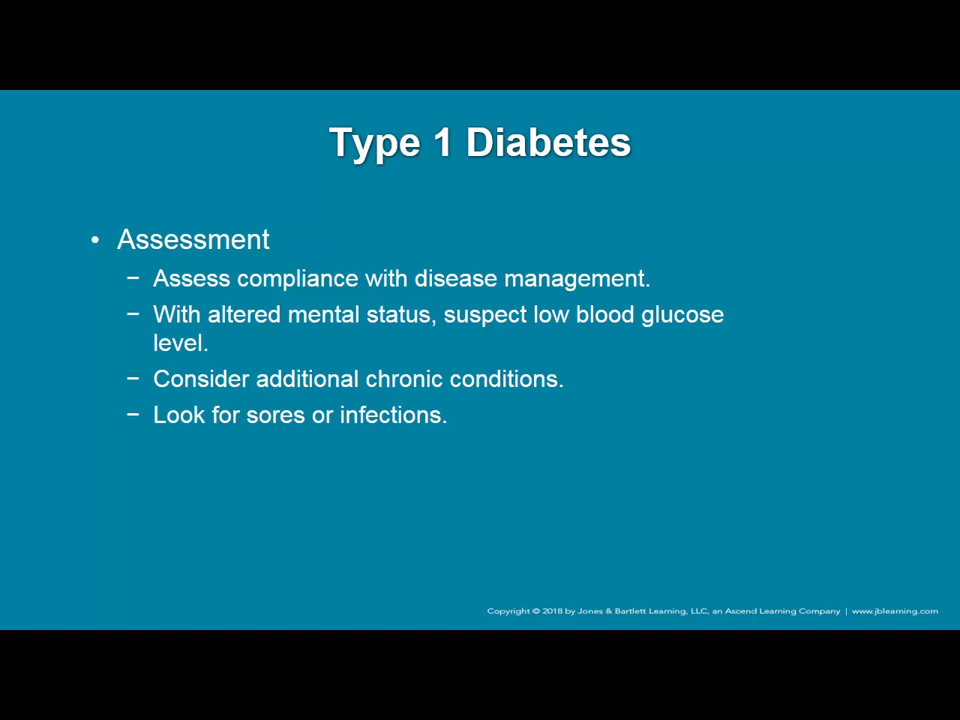 Type 1 Diabetes
• Assessment
− Assess compliance with disease management.
− With altered mental status, suspect low blood glucose
level.
− Consider additional chronic conditions.
− Look for sores or infections.
Copyright © 2018 by Jones & Bartlett Learning, LLC, an Ascend Learning Company | www.jblearning.com